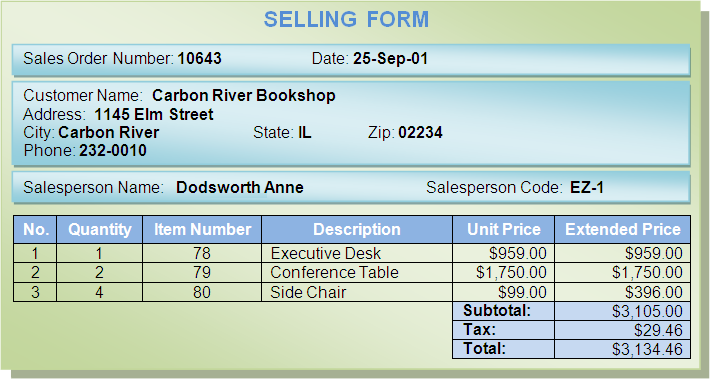 SELLING FORM
Sales Order Number: 10643 Date: 25-Sep-01
Customer Name: Carbon River Bookshop
Address: 1145 Elm Street
City: Carbon River State: IL Zip: 02234
Phone: 232-0010
Salesperson Name: Dodsworth Anne Salesperson Code: EZ-1
No. Quantity Item Number Description Unit Price Extended Price
1 1 78 Executive Desk $959.00 $959.00
2 2 79 Conference Table $1,750.00 $1,750.00
3 4 80 Side Chair $99.00 $396.00
Subtotal: $3,105.00
Tax: $29.46
Total: $3,134.46